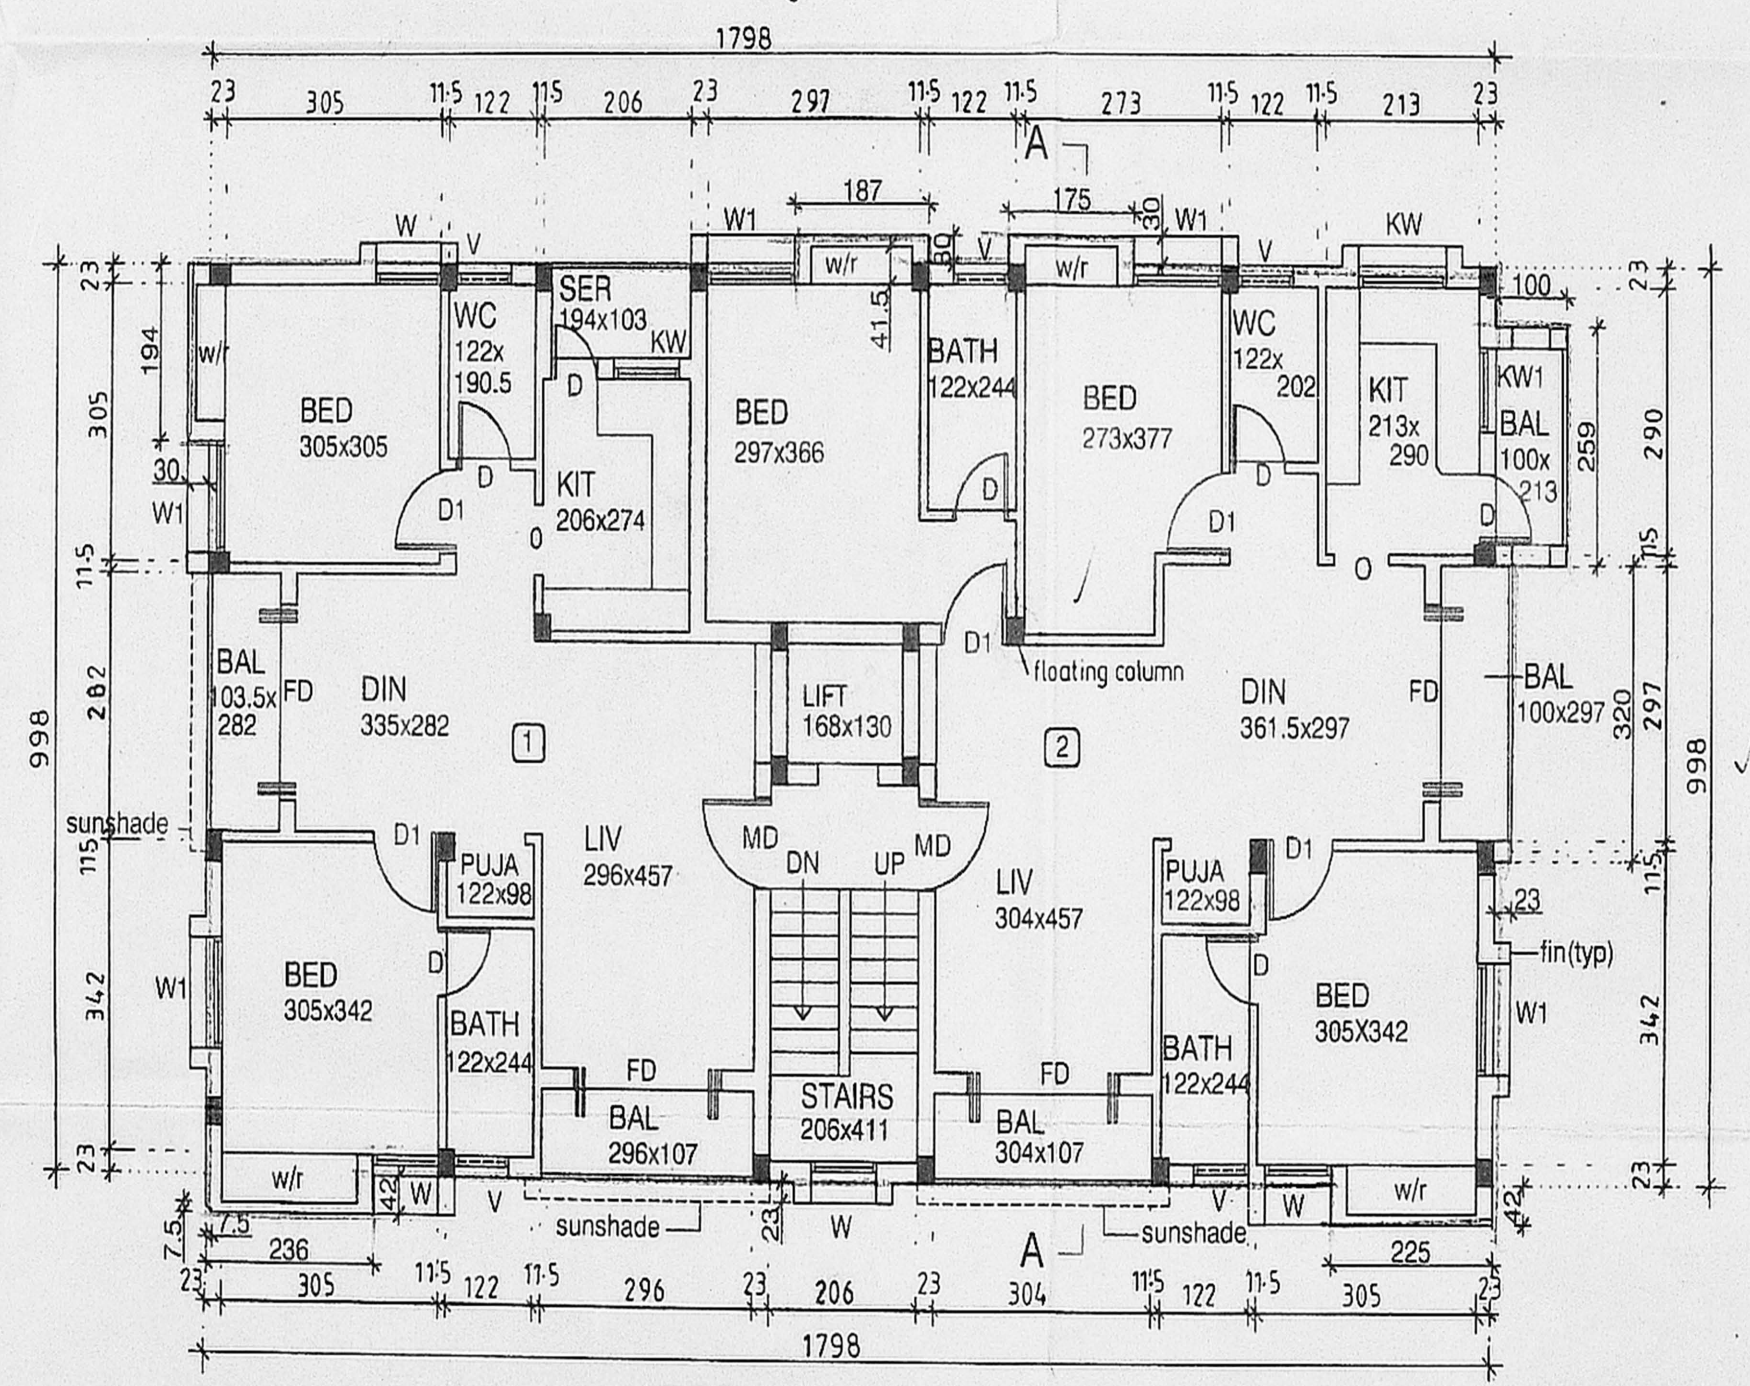 1798
23 305 11.5 122 11.5 206 23 297 11.5 122 11.5 273 11.5 122 11.5 213 23
A
187
175
30
30
W
V
W1
V
W1
V
KW
w/r
w/r
41.5
100
23
194
305
w/r
30
W1
11.5
BED
305x305
WC
122x
190.5
D
D1
SER
194x103
KW
D
KIT
206x274
O
BED
297x366
BATH
122x244
D
D1
BED
273x377
WC
122x
202
D
D1
KIT
213x
290
O
KW1
BAL
100x
213
D
259
23
290
11.5
floating column
998
282
BAL
103.5x
282
FD
DIN
335x282
1
LIFT
168x130
2
DIN
361.5x297
FD
BAL
100x297
320
297
998
sunshade
115
D1
PUJA
122x98
LIV
296x457
MD
DN
UP
MD
LIV
304x457
PUJA
122x98
D1
11.5
23
fin(typ)
W1
342
BED
305x342
D
BATH
122x244
FD
BAL
296x107
STAIRS
206x411
FD
BAL
304x107
D
BATH
122x244
BED
305X342
W1
342
23
w/r
42
W
V
sunshade
23
W
sunshade
V
W
w/r
42
23
7.5
7.5
236
A
225
23 305 11.5 122 11.5 296 23 206 23 304 11.5 122 11.5 305 23
1798